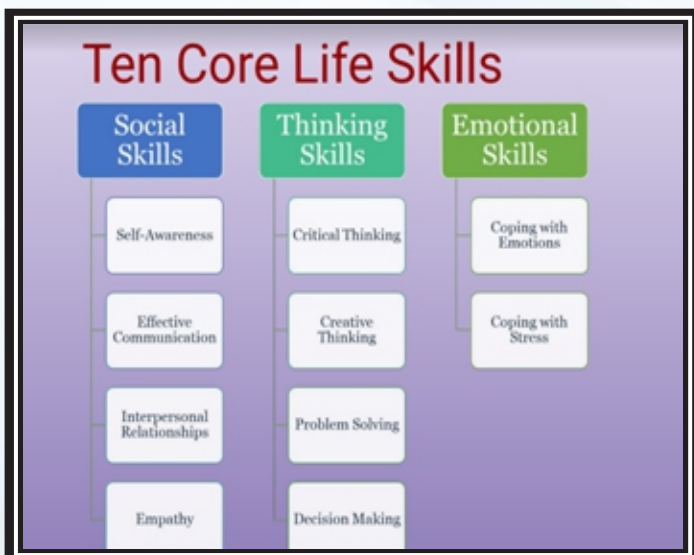 Ten Core Life Skills
Social
Skills
Self-Awareness
Effective
Communication
Interpersonal
Relationships
Empathy
Thinking
Skills
Critical Thinking
Creative
Thinking
Problem Solving
Decision Making
Emotional
Skills
Coping with
Emotions
Coping with
Stress